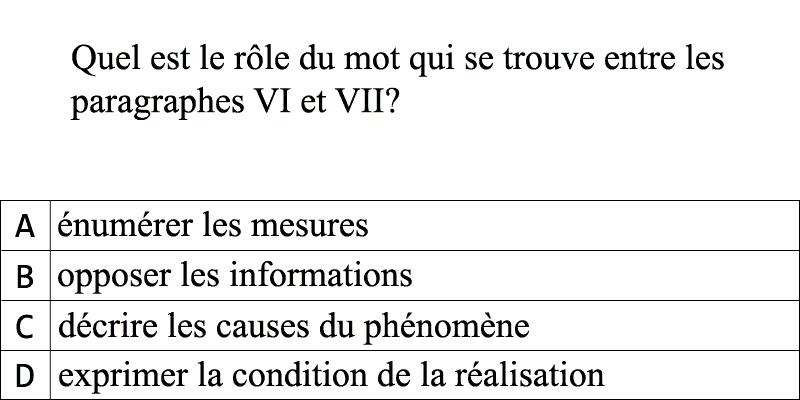 Quel est le rôle du mot qui se trouve entre les
paragraphes VI et VII?
A énumérer les mesures
B opposer les informations
C décrire les causes du phénomène
D exprimer la condition de la réalisation